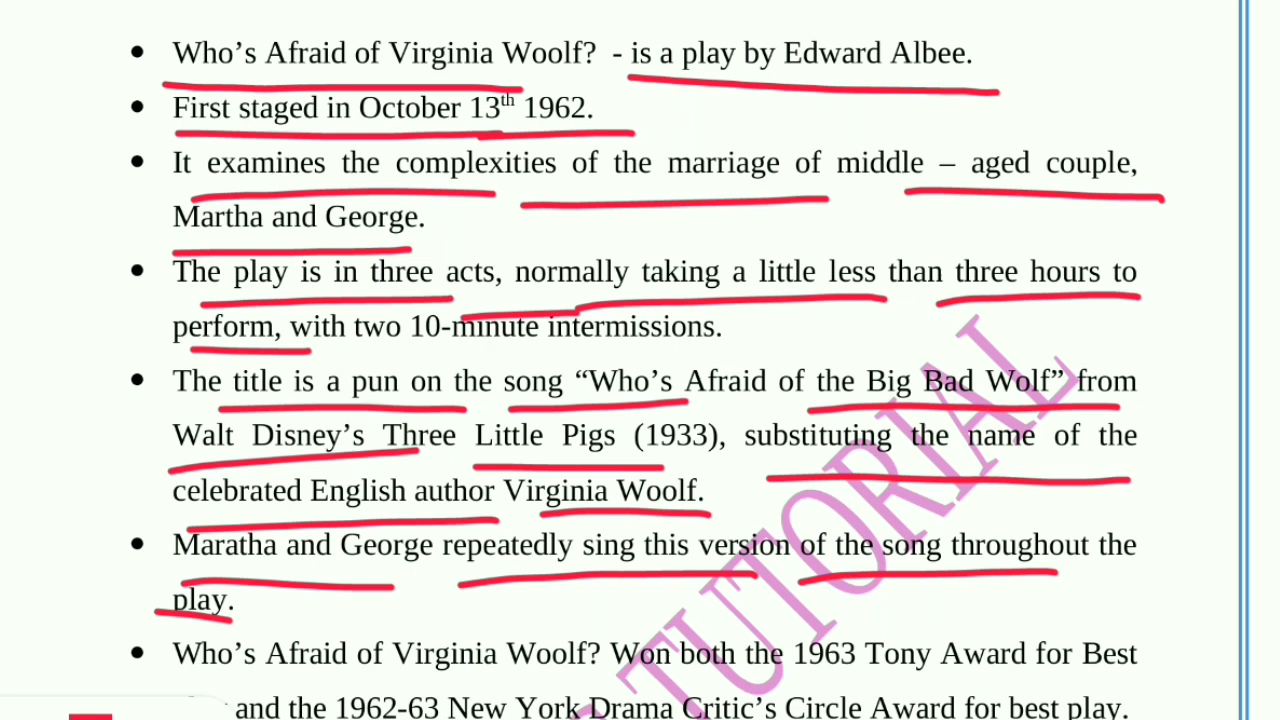 • Who’s Afraid of Virginia Woolf?  - is a play by Edward Albee.
• First staged in October 13th 1962.
• It examines the complexities of the marriage of middle – aged couple,
Martha and George.
• The play is in three acts, normally taking a little less than three hours to
perform, with two 10-minute intermissions.
• The title is a pun on the song “Who’s Afraid of the Big Bad Wolf” from
Walt Disney’s Three Little Pigs (1933), substituting the name of the
celebrated English author Virginia Woolf.
• Maratha and George repeatedly sing this version of the song throughout the
play.
• Who’s Afraid of Virginia Woolf? Won both the 1963 Tony Award for Best
and the 1962-63 New York Drama Critic’s Circle Award for best play.
TUTORIAL